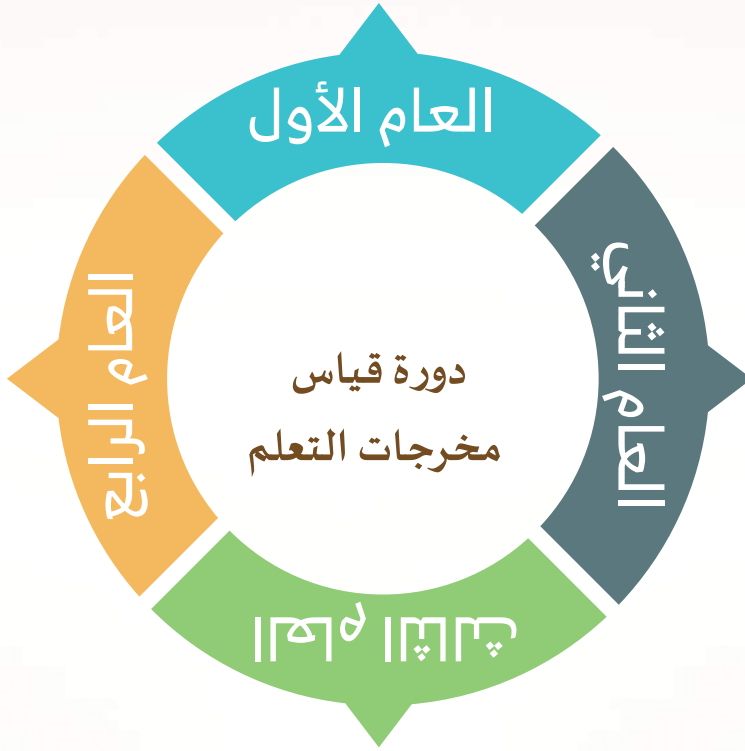 العام الأول
العام الثاني
العام الثالث
العام الرابع
دورة قياس
مخرجات التعلم